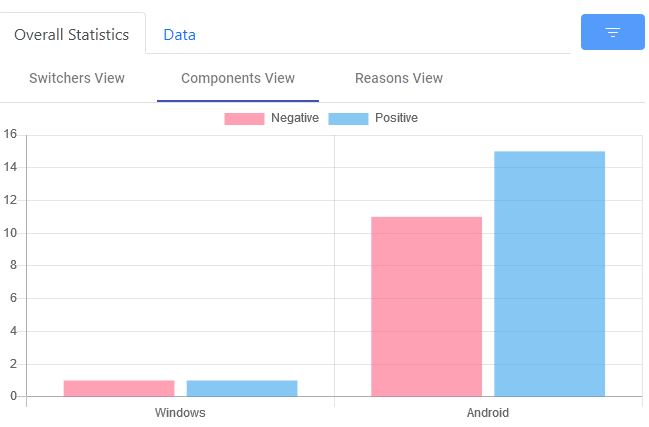 Overall Statistics Data
Switchers View Components View Reasons View
Negative Positive
16
14
12
10
8
6
4
2
0
Windows Android